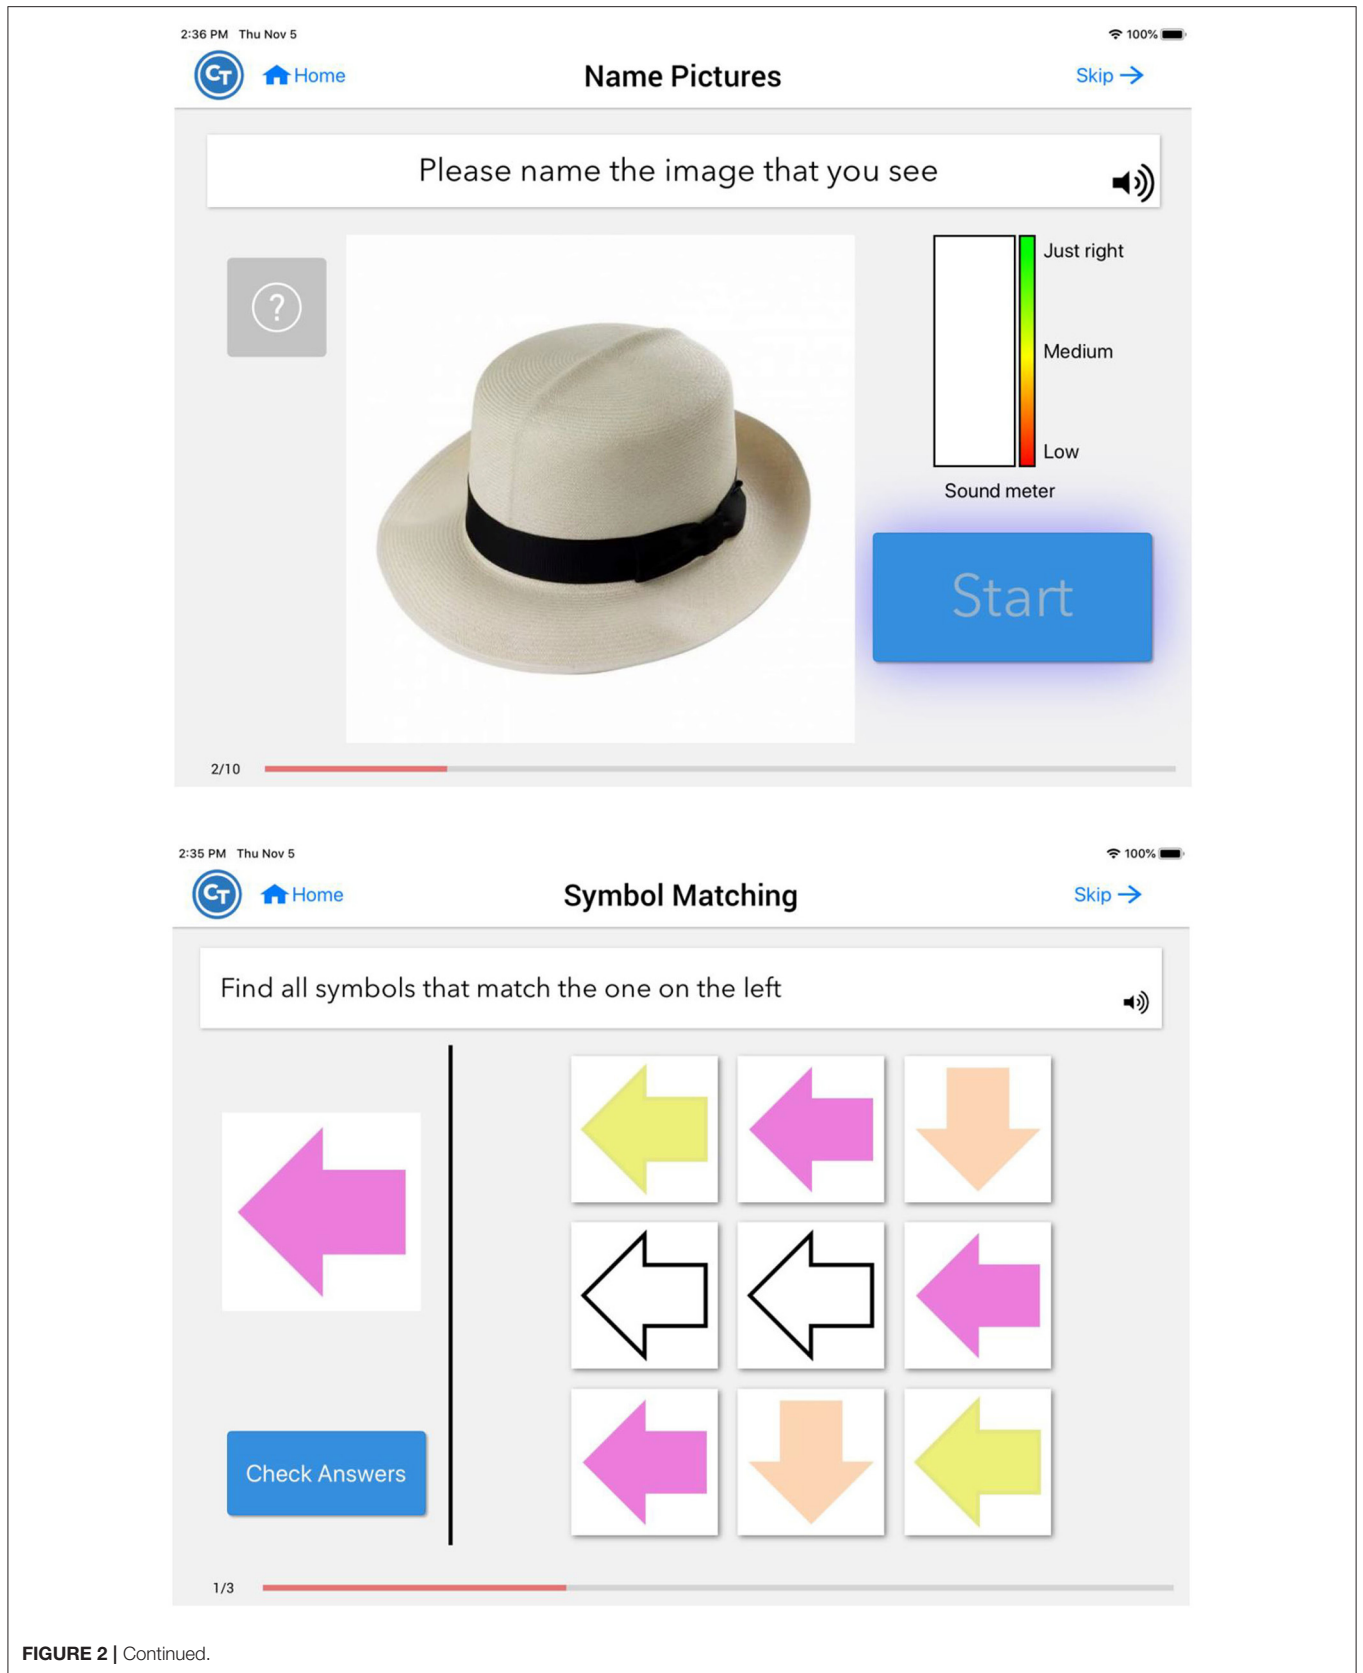 2:36 PM Thu Nov 5 100%
CT Home Name Pictures Skip
Please name the image that you see
?
Just right
Medium
Low
Sound meter
Start
2/10
2:35 PM Thu Nov 5 100%
CT Home Symbol Matching Skip
Find all symbols that match the one on the left
Check Answers
1/3
FIGURE 2 | Continued.